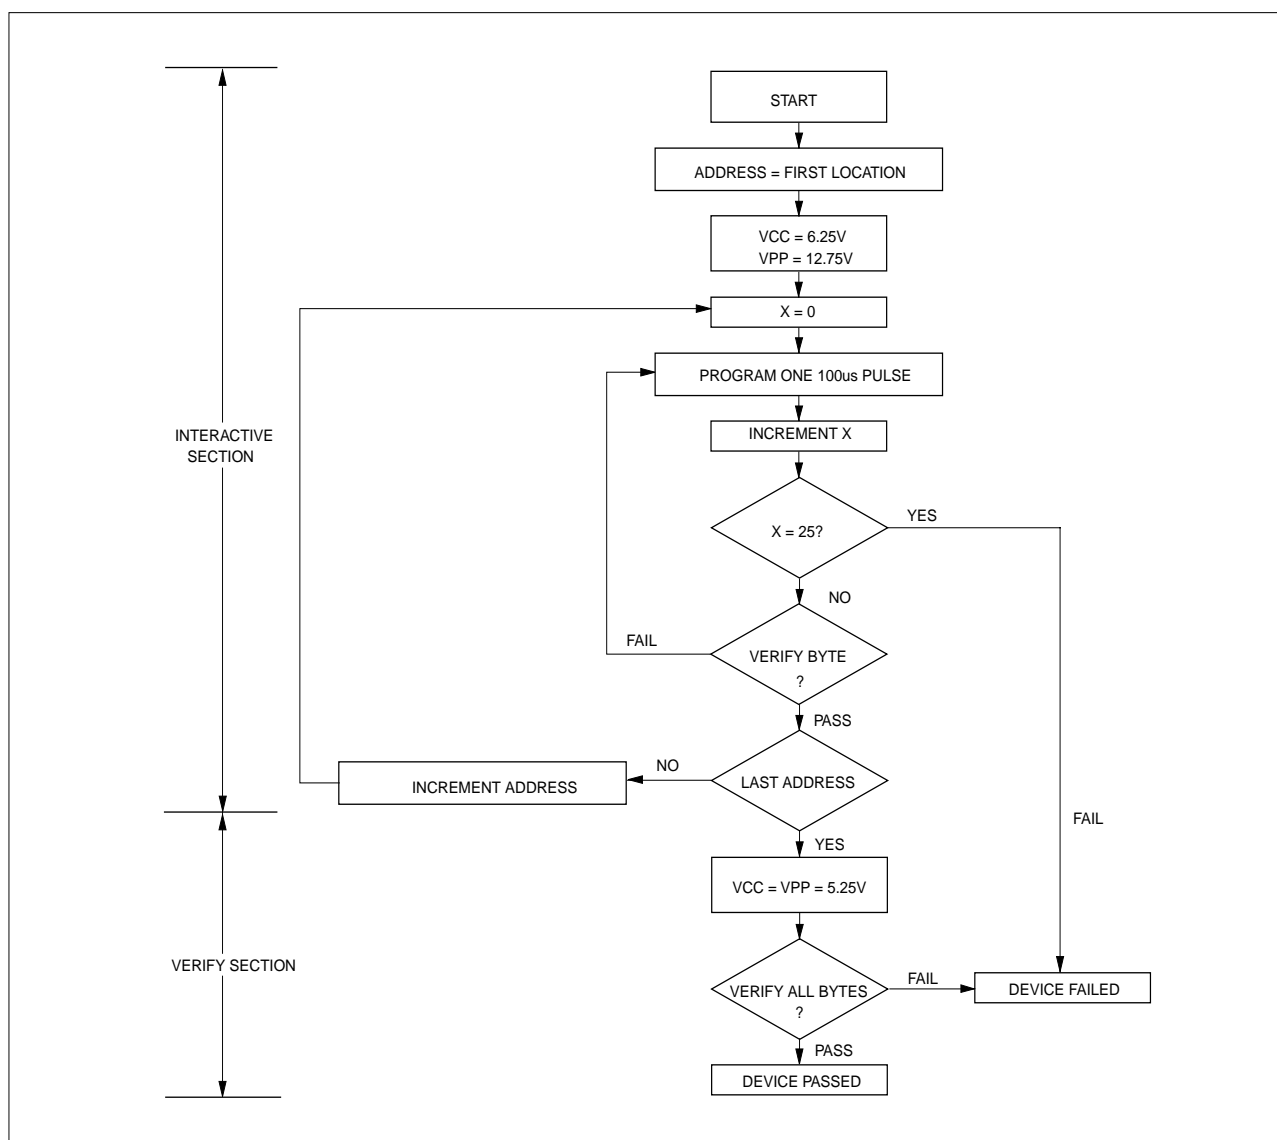 START
ADDRESS = FIRST LOCATION
VCC = 6.25V
VPP = 12.75V
X = 0
PROGRAM ONE 100us PULSE
INTERACTIVE
SECTION
INCREMENT X
X = 25?
YES
NO
FAIL
VERIFY BYTE
?
PASS
NO
LAST ADDRESS
INCREMENT ADDRESS
FAIL
YES
VCC = VPP = 5.25V
VERIFY SECTION
VERIFY ALL BYTES
?
FAIL
DEVICE FAILED
PASS
DEVICE PASSED